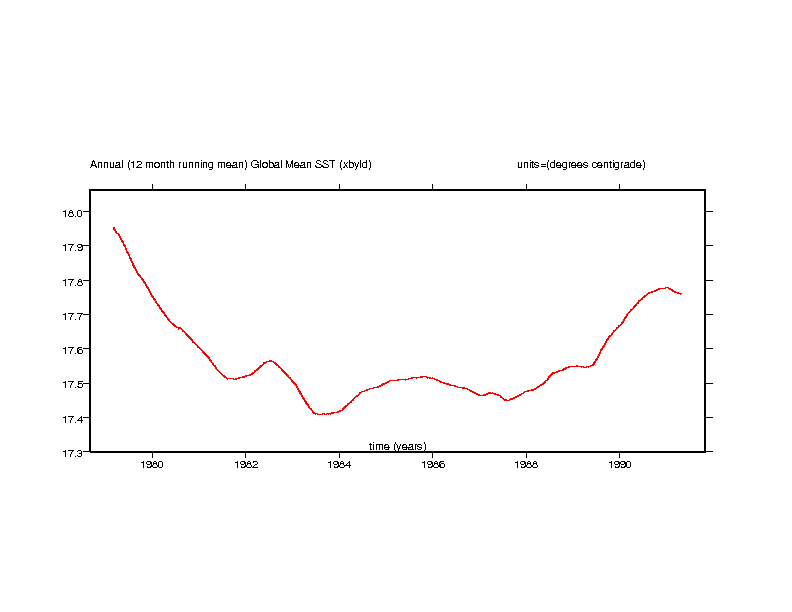 Annual (12 month running mean) Global Mean SST (xbyld) units=(degrees centigrade)
18.0
17.9
17.8
17.7
17.6
17.5
17.4
17.3
time (years)
1980 1982 1984 1986 1988 1990